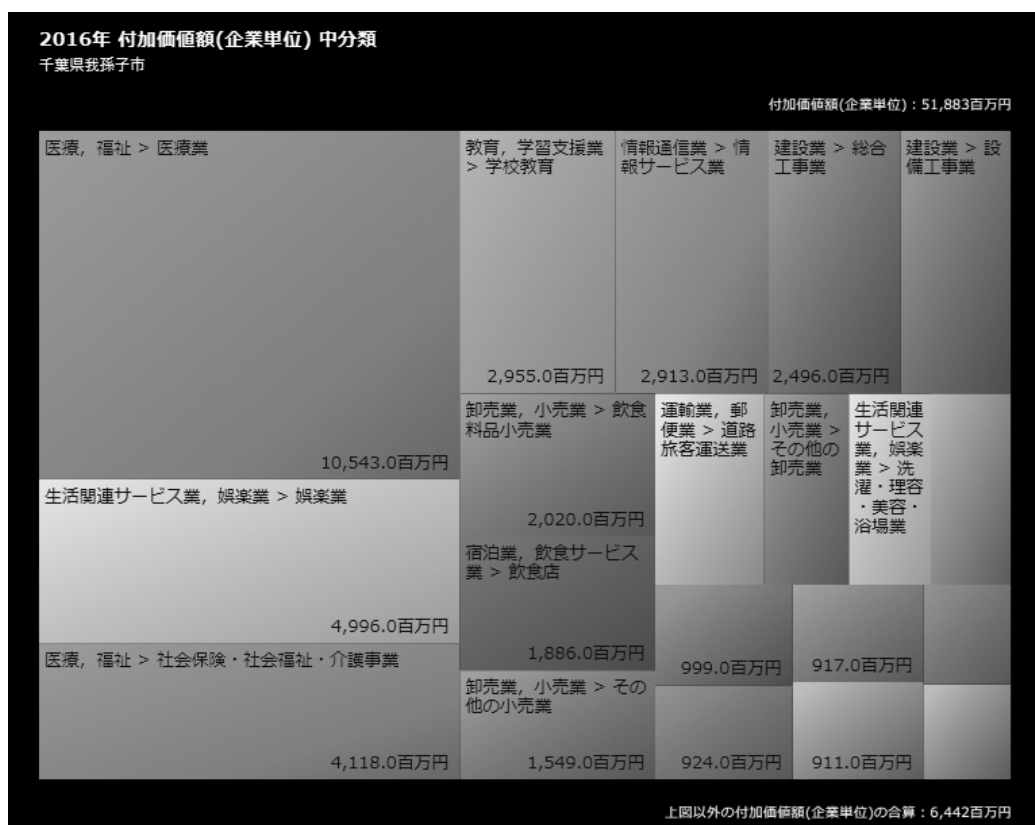 2016年 付加価値額(企業単位) 中分類
千葉県我孫子市
付加価値額(企業単位)：51,883百万円
医療，福祉 > 医療業
10,543.0百万円
生活関連サービス業，娯楽業 > 娯楽業
4,996.0百万円
医療，福祉 > 社会保険・社会福祉・介護事業
4,118.0百万円
教育，学習支援業
> 学校教育
2,955.0百万円
情報通信業 > 情
報サービス業
2,913.0百万円
建設業 > 総合
工事業
2,496.0百万円
建設業 > 設
備工事業
卸売業，小売業 > 飲食
料品小売業
2,020.0百万円
宿泊業，飲食サービス
業 > 飲食店
1,886.0百万円
卸売業，小売業 > その
他の小売業
1,549.0百万円
運輸業，郵
便業 > 道路
旅客運送業
卸売業，
小売業 >
その他の
卸売業
生活関連
サービス
業，娯楽
業 > 洗
濯・理容
・美容・
浴場業
999.0百万円
917.0百万円
924.0百万円
911.0百万円
上図以外の付加価値額(企業単位)の合算：6,442百万円